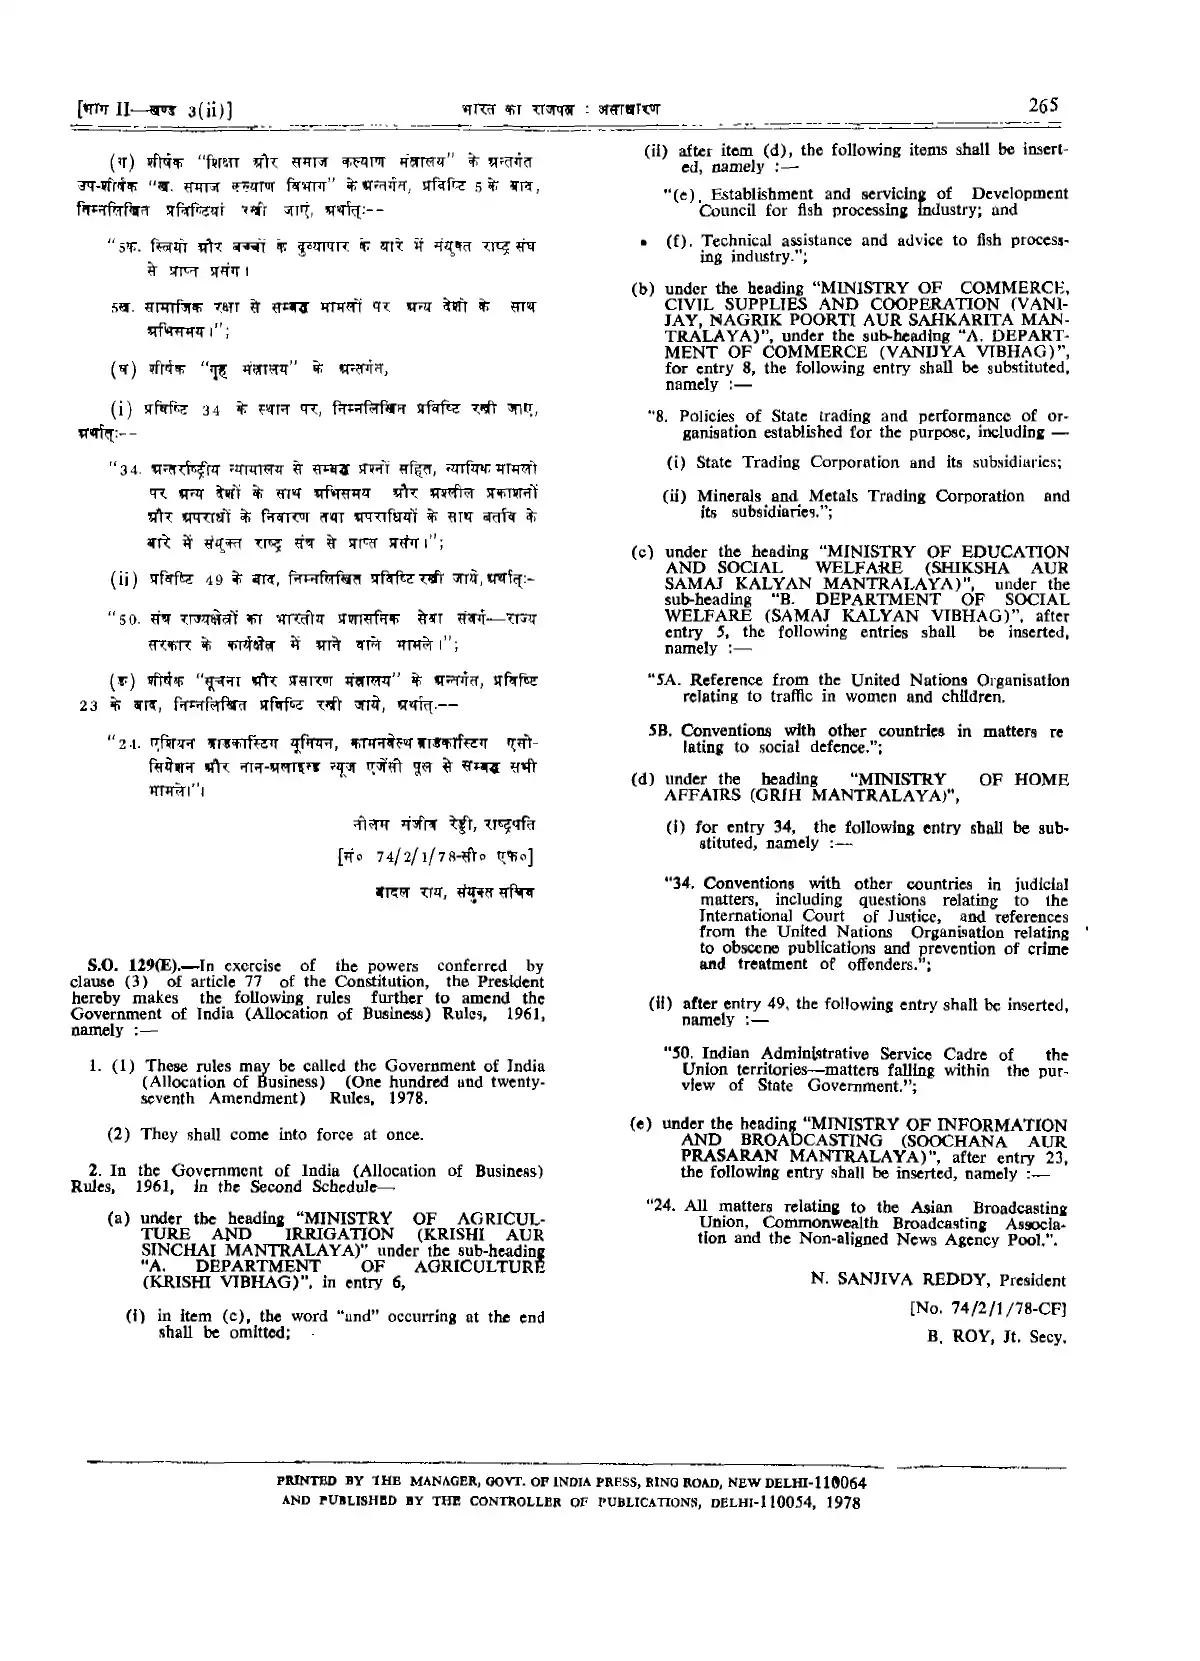 [भाग II—खण्ड 3(ii)]
भारत का राजपत्र : असाधारण
265
(ग) शीर्षक "शिक्षा और समाज कल्याण मंत्रालय" के अन्तर्गत
उप-शीर्षक "ख. समाज कल्याण विभाग" के अन्तर्गत, प्रविष्टि 5 के बाद,
निम्नलिखित प्रविष्टियां रखी जाएं, अर्थात्:--
"5क. स्त्रियों और बच्चों के दुर्व्यापार के बारे में संयुक्त राष्ट्र संघ
से प्राप्त प्रसंग।
5ख. सामाजिक रक्षा से सम्बद्ध मामलों पर अन्य देशों के साथ
अभिसमय।";
(घ) शीर्षक "गृह मंत्रालय" के अन्तर्गत,
(i) प्रविष्टि 34 के स्थान पर, निम्नलिखित प्रविष्टि रखी जाए,
अर्थात्:--
"34. अन्तर्राष्ट्रीय न्यायालय से सम्बद्ध प्रश्नों सहित, न्यायिक मामलों
पर अन्य देशों के साथ अभिसमय और अश्लील प्रकाशनों
और अपराधों के निवारण तथा अपराधियों के साथ बर्ताव के
बारे में संयुक्त राष्ट्र संघ से प्राप्त प्रसंग।";
(ii) प्रविष्टि 49 के बाद, निम्नलिखित प्रविष्टि रखी जाये, अर्थात्:-
"50. संघ राज्यक्षेत्रों का भारतीय प्रशासनिक सेवा संवर्ग—राज्य
सरकार के कार्यक्षेत्र में आने वाले मामले।";
(ङ) शीर्षक "सूचना और प्रसारण मंत्रालय" के अन्तर्गत, प्रविष्टि
23 के बाद, निम्नलिखित प्रविष्टि रखी जाये, अर्थात्.--
"24. एशियन ब्राडकास्टिंग यूनियन, कामनवेल्थ ब्राडकास्टिंग एसो-
सियेशन और नान-अलाइन्ड न्यूज एजेंसी पूल से सम्बद्ध सभी
मामले।"।
नीलम संजीव रेड्डी, राष्ट्रपति
[सं० 74/2/1/78-सी० एफ०]
बादल राय, संयुक्त सचिव
S.O. 129(E).—In exercise of the powers conferred by
clause (3) of article 77 of the Constitution, the President
hereby makes the following rules further to amend the
Government of India (Allocation of Business) Rules, 1961,
namely :—
1. (1) These rules may be called the Government of India
(Allocation of Business) (One hundred and twenty-
seventh Amendment) Rules, 1978.
(2) They shall come into force at once.
2. In the Government of India (Allocation of Business)
Rules, 1961, in the Second Schedule—
(a) under the heading "MINISTRY OF AGRICUL-
TURE AND IRRIGATION (KRISHI AUR
SINCHAI MANTRALAYA)" under the sub-heading
"A. DEPARTMENT OF AGRICULTURE
(KRISHI VIBHAG)", in entry 6,
(i) in item (c), the word "and" occurring at the end
shall be omitted;
(ii) after item (d), the following items shall be insert-
ed, namely :—
"(e). Establishment and servicing of Development
Council for fish processing industry; and
(f). Technical assistance and advice to fish process-
ing industry.";
(b) under the heading "MINISTRY OF COMMERCE,
CIVIL SUPPLIES AND COOPERATION (VANI-
JAY, NAGRIK POORTI AUR SAHKARITA MAN-
TRALAYA)", under the sub-heading "A. DEPART-
MENT OF COMMERCE (VANIJYA VIBHAG)",
for entry 8, the following entry shall be substituted,
namely :—
"8. Policies of State trading and performance of or-
ganisation established for the purpose, including —
(i) State Trading Corporation and its subsidiaries;
(ii) Minerals and Metals Trading Corporation and
its subsidiaries.";
(c) under the heading "MINISTRY OF EDUCATION
AND SOCIAL WELFARE (SHIKSHA AUR
SAMAJ KALYAN MANTRALAYA)", under the
sub-heading "B. DEPARTMENT OF SOCIAL
WELFARE (SAMAJ KALYAN VIBHAG)", after
entry 5, the following entries shall be inserted,
namely :—
"5A. Reference from the United Nations Organisation
relating to traffic in women and children.
5B. Conventions with other countries in matters re
lating to social defence.";
(d) under the heading "MINISTRY OF HOME
AFFAIRS (GRIH MANTRALAYA)",
(i) for entry 34, the following entry shall be sub-
stituted, namely :—
"34. Conventions with other countries in judicial
matters, including questions relating to the
International Court of Justice, and references
from the United Nations Organisation relating
to obscene publications and prevention of crime
and treatment of offenders.";
(ii) after entry 49, the following entry shall be inserted,
namely :—
"50. Indian Administrative Service Cadre of the
Union territories—matters falling within the pur-
view of State Government.";
(e) under the heading "MINISTRY OF INFORMATION
AND BROADCASTING (SOOCHANA AUR
PRASARAN MANTRALAYA)", after entry 23,
the following entry shall be inserted, namely :—
"24. All matters relating to the Asian Broadcasting
Union, Commonwealth Broadcasting Associa-
tion and the Non-aligned News Agency Pool.".
N. SANJIVA REDDY, President
[No. 74/2/1/78-CF]
B. ROY, Jt. Secy.
PRINTED BY THE MANAGER, GOVT. OF INDIA PRESS, RING ROAD, NEW DELHI-110064
AND PUBLISHED BY THE CONTROLLER OF PUBLICATIONS, DELHI-110054, 1978